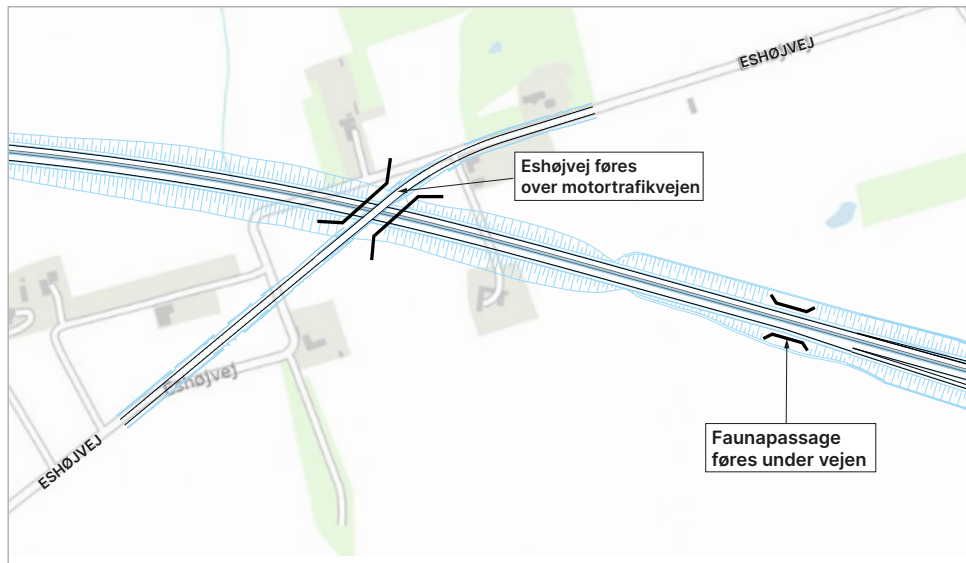 ESHØJVEJ
Eshøjvej føres
over motortrafikvejen
Eshøjvej
ESHØJVEJ
Faunapassage
føres under vejen